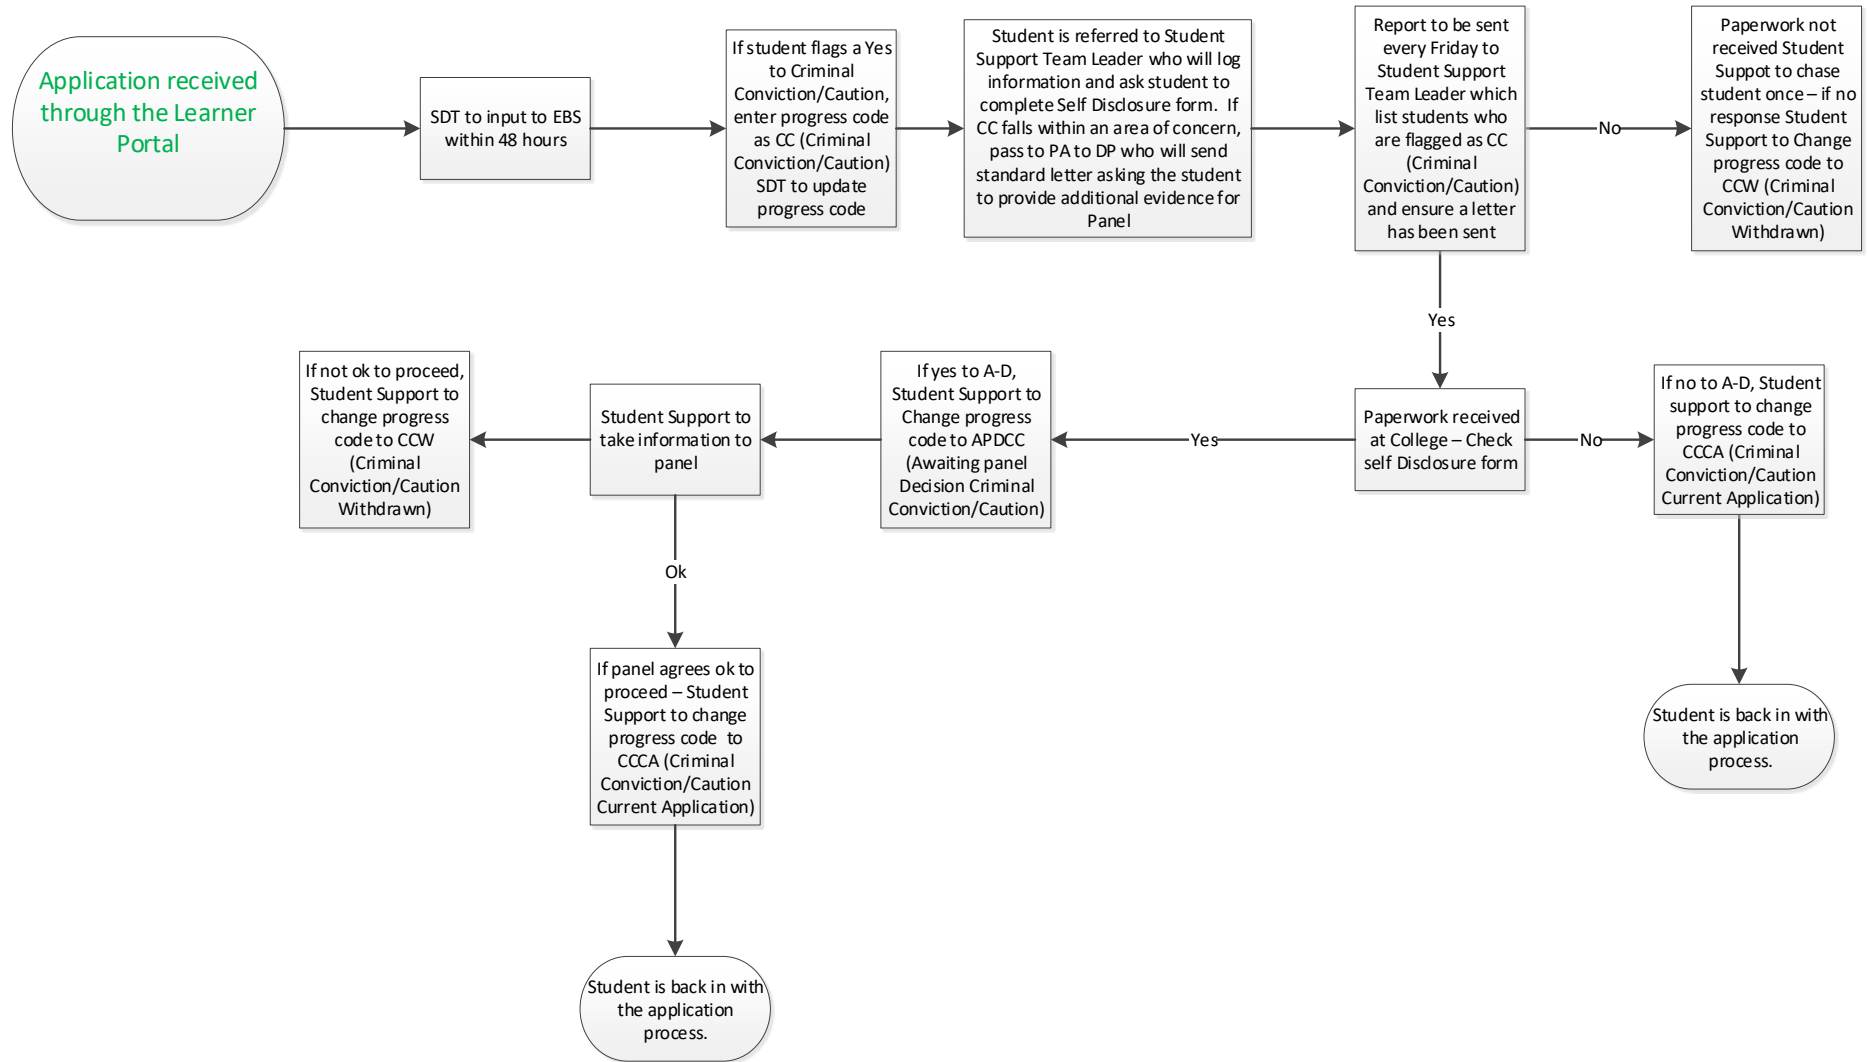 Application received
through the Learner
Portal
SDT to input to EBS
within 48 hours
If student flags a Yes
to Criminal
Conviction/Caution,
enter progress code
as CC (Criminal
Conviction/Caution)
SDT to update
progress code
Student is referred to Student
Support Team Leader who will log
information and ask student to
complete Self Disclosure form.  If
CC falls within an area of concern,
pass to PA to DP who will send
standard letter asking the student
to provide additional evidence for
Panel
Report to be sent
every Friday to
Student Support
Team Leader which
list students who
are flagged as CC
(Criminal
Conviction/Caution)
and ensure a letter
has been sent
No
Paperwork not
received Student
Suppot to chase
student once – if no
response Student
Support to Change
progress code to
CCW (Criminal
Conviction/Caution
Withdrawn)
Yes
If not ok to proceed,
Student Support to
change progress
code to CCW
(Criminal
Conviction/Caution
Withdrawn)
Student Support to
take information to
panel
If yes to A-D,
Student Support to
Change progress
code to APDCC
(Awaiting panel
Decision Criminal
Conviction/Caution)
Yes
Paperwork received
at College – Check
self Disclosure form
No
If no to A-D, Student
support to change
progress code to
CCCA (Criminal
Conviction/Caution
Current Application)
Ok
If panel agrees ok to
proceed – Student
Support to change
progress code  to
CCCA (Criminal
Conviction/Caution
Current Application)
Student is back in with
the application
process.
Student is back in with
the application
process.